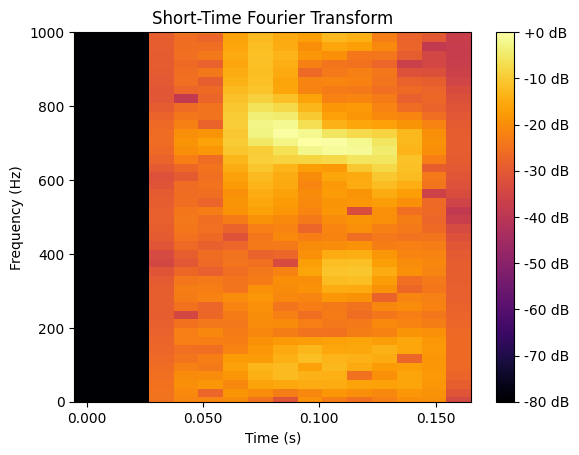 Short-Time Fourier Transform
Frequency (Hz)
1000
800
600
400
200
0
0.000 0.050 0.100 0.150
Time (s)
+0 dB
-10 dB
-20 dB
-30 dB
-40 dB
-50 dB
-60 dB
-70 dB
-80 dB